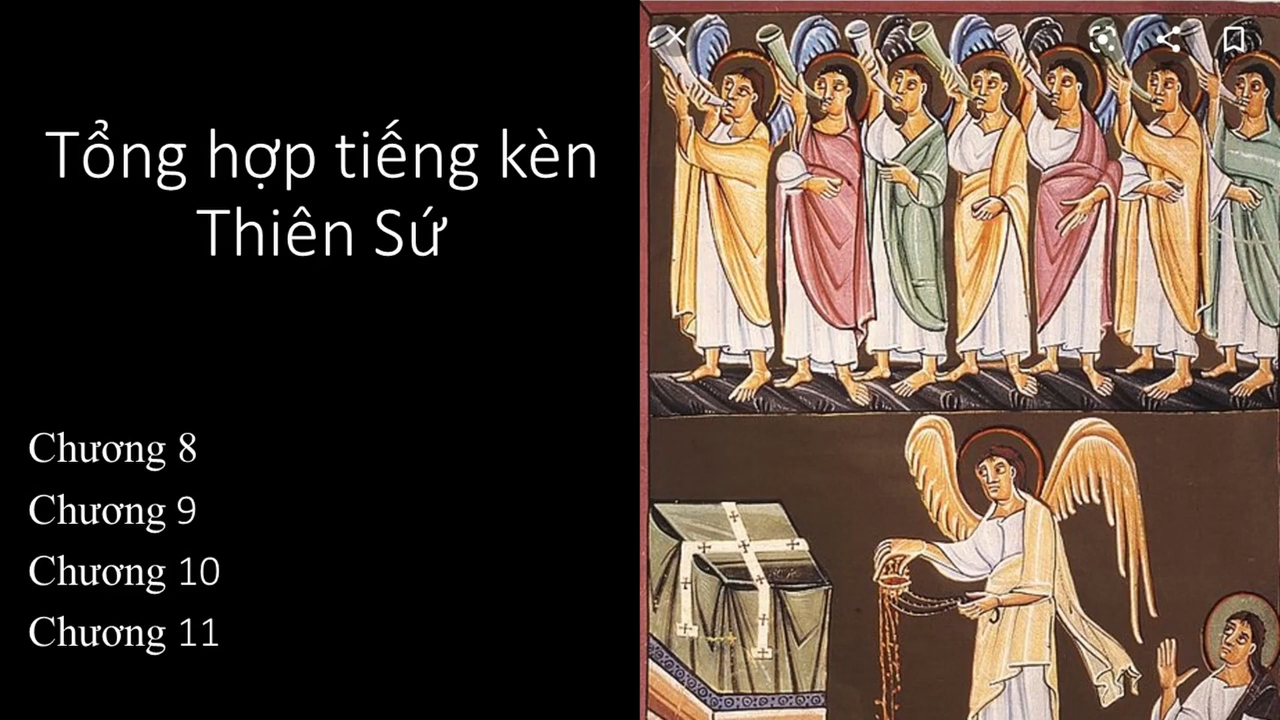 Tổng hợp tiếng kèn
Thiên Sứ
Chương 8
Chương 9
Chương 10
Chương 11